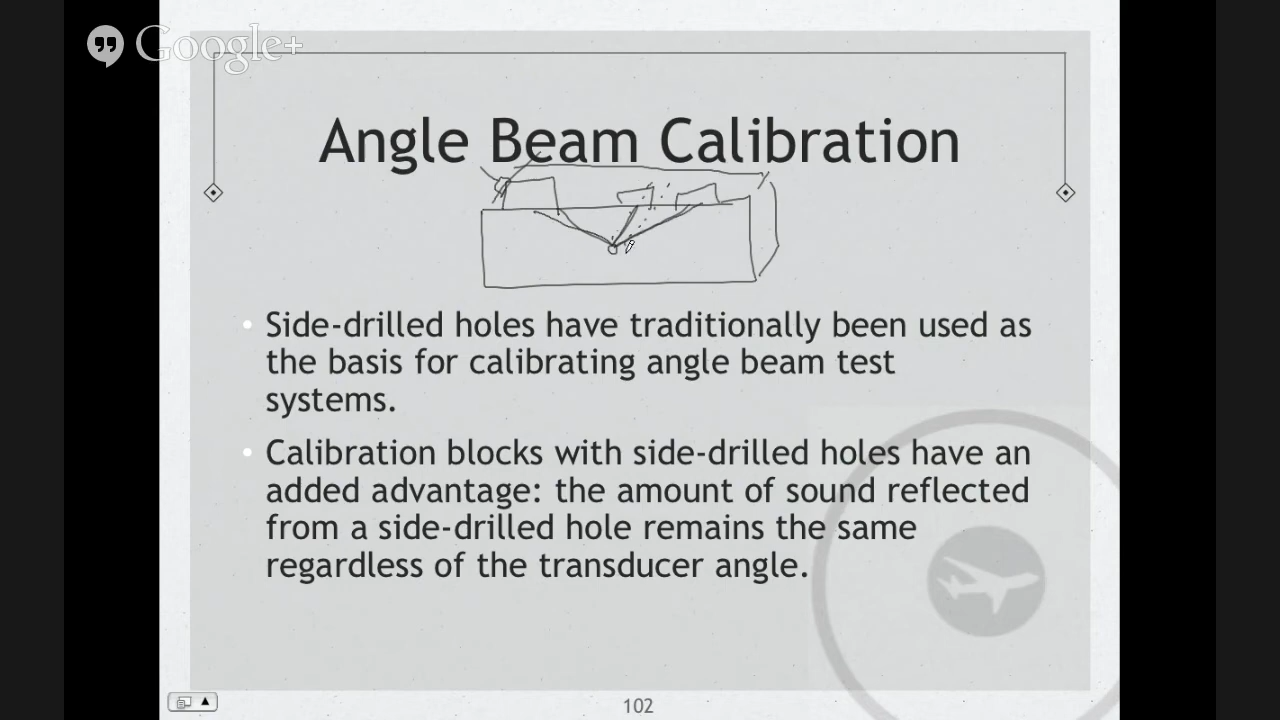 Google+
Angle Beam Calibration
• Side-drilled holes have traditionally been used as
the basis for calibrating angle beam test
systems.
• Calibration blocks with side-drilled holes have an
added advantage: the amount of sound reflected
from a side-drilled hole remains the same
regardless of the transducer angle.
102